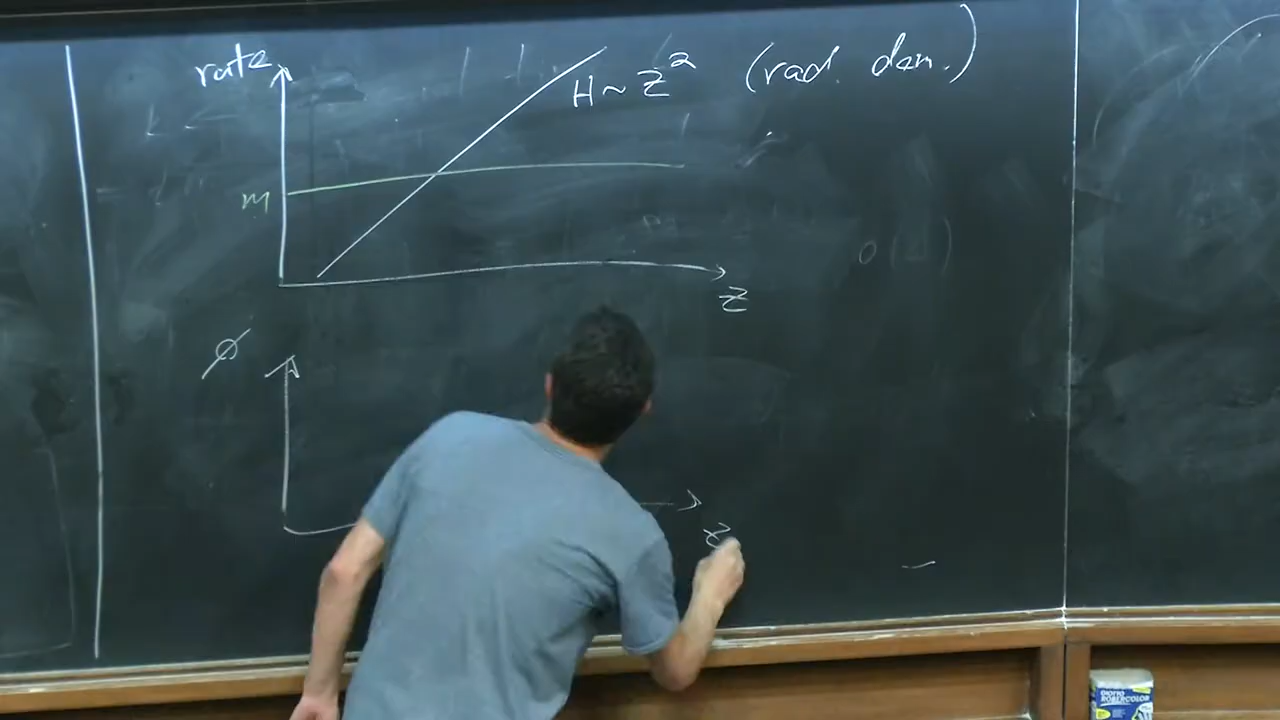 rate
H ~ z² (rad. dom.)
m
z
φ
z